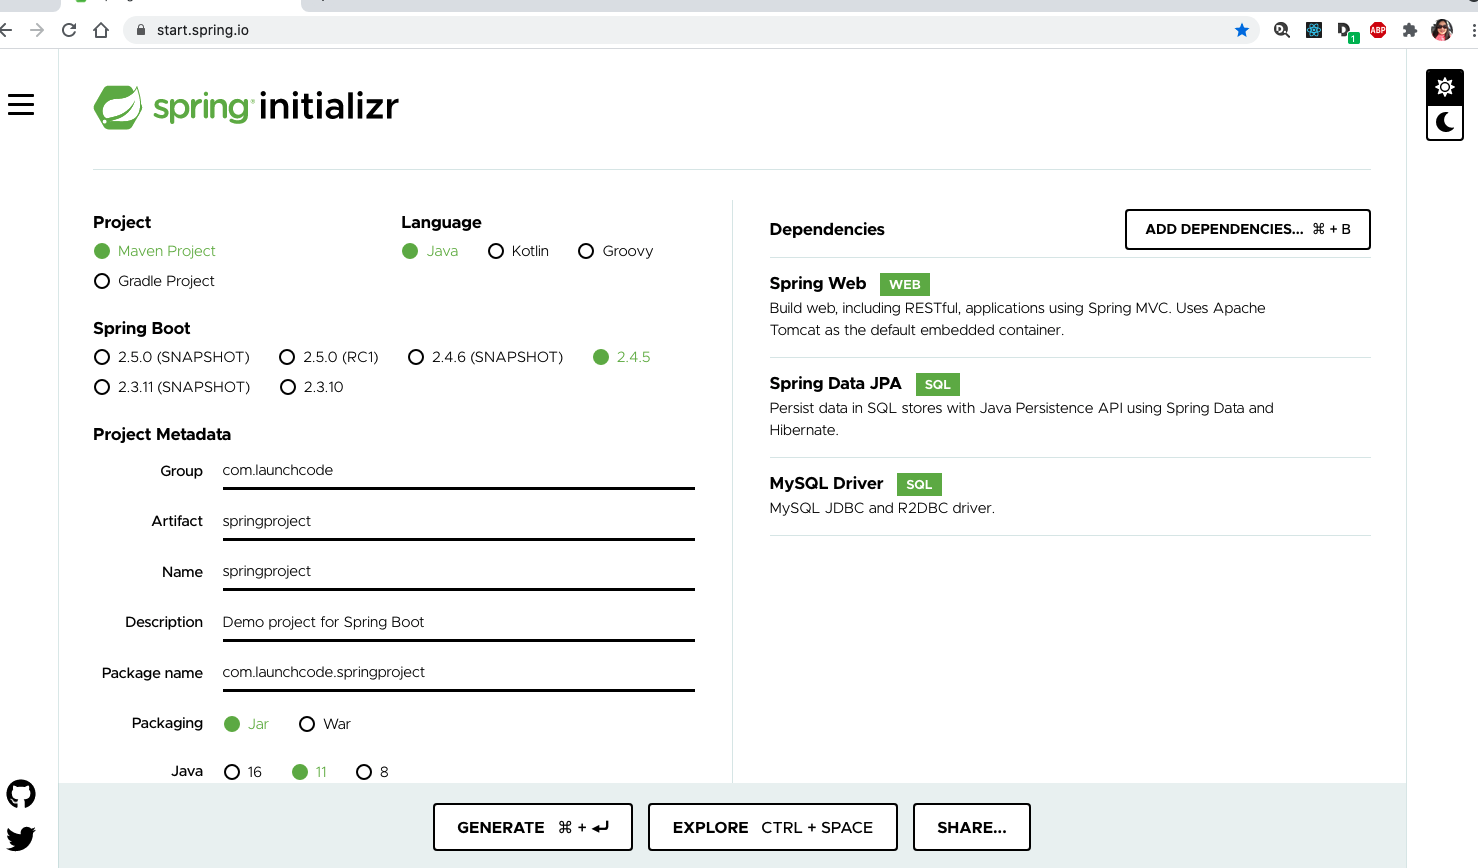 start.spring.io
1
ABP
spring initializr
Project
Maven Project
Gradle Project
Language
Java Kotlin Groovy
Spring Boot
2.5.0 (SNAPSHOT) 2.5.0 (RC1) 2.4.6 (SNAPSHOT) 2.4.5
2.3.11 (SNAPSHOT) 2.3.10
Project Metadata
Group com.launchcode
Artifact springproject
Name springproject
Description Demo project for Spring Boot
Package name com.launchcode.springproject
Packaging Jar War
Java 16 11 8
Dependencies
ADD DEPENDENCIES... ⌘ + B
Spring Web WEB
Build web, including RESTful, applications using Spring MVC. Uses Apache
Tomcat as the default embedded container.
Spring Data JPA SQL
Persist data in SQL stores with Java Persistence API using Spring Data and
Hibernate.
MySQL Driver SQL
MySQL JDBC and R2DBC driver.
GENERATE ⌘ + ↵
EXPLORE CTRL + SPACE
SHARE...